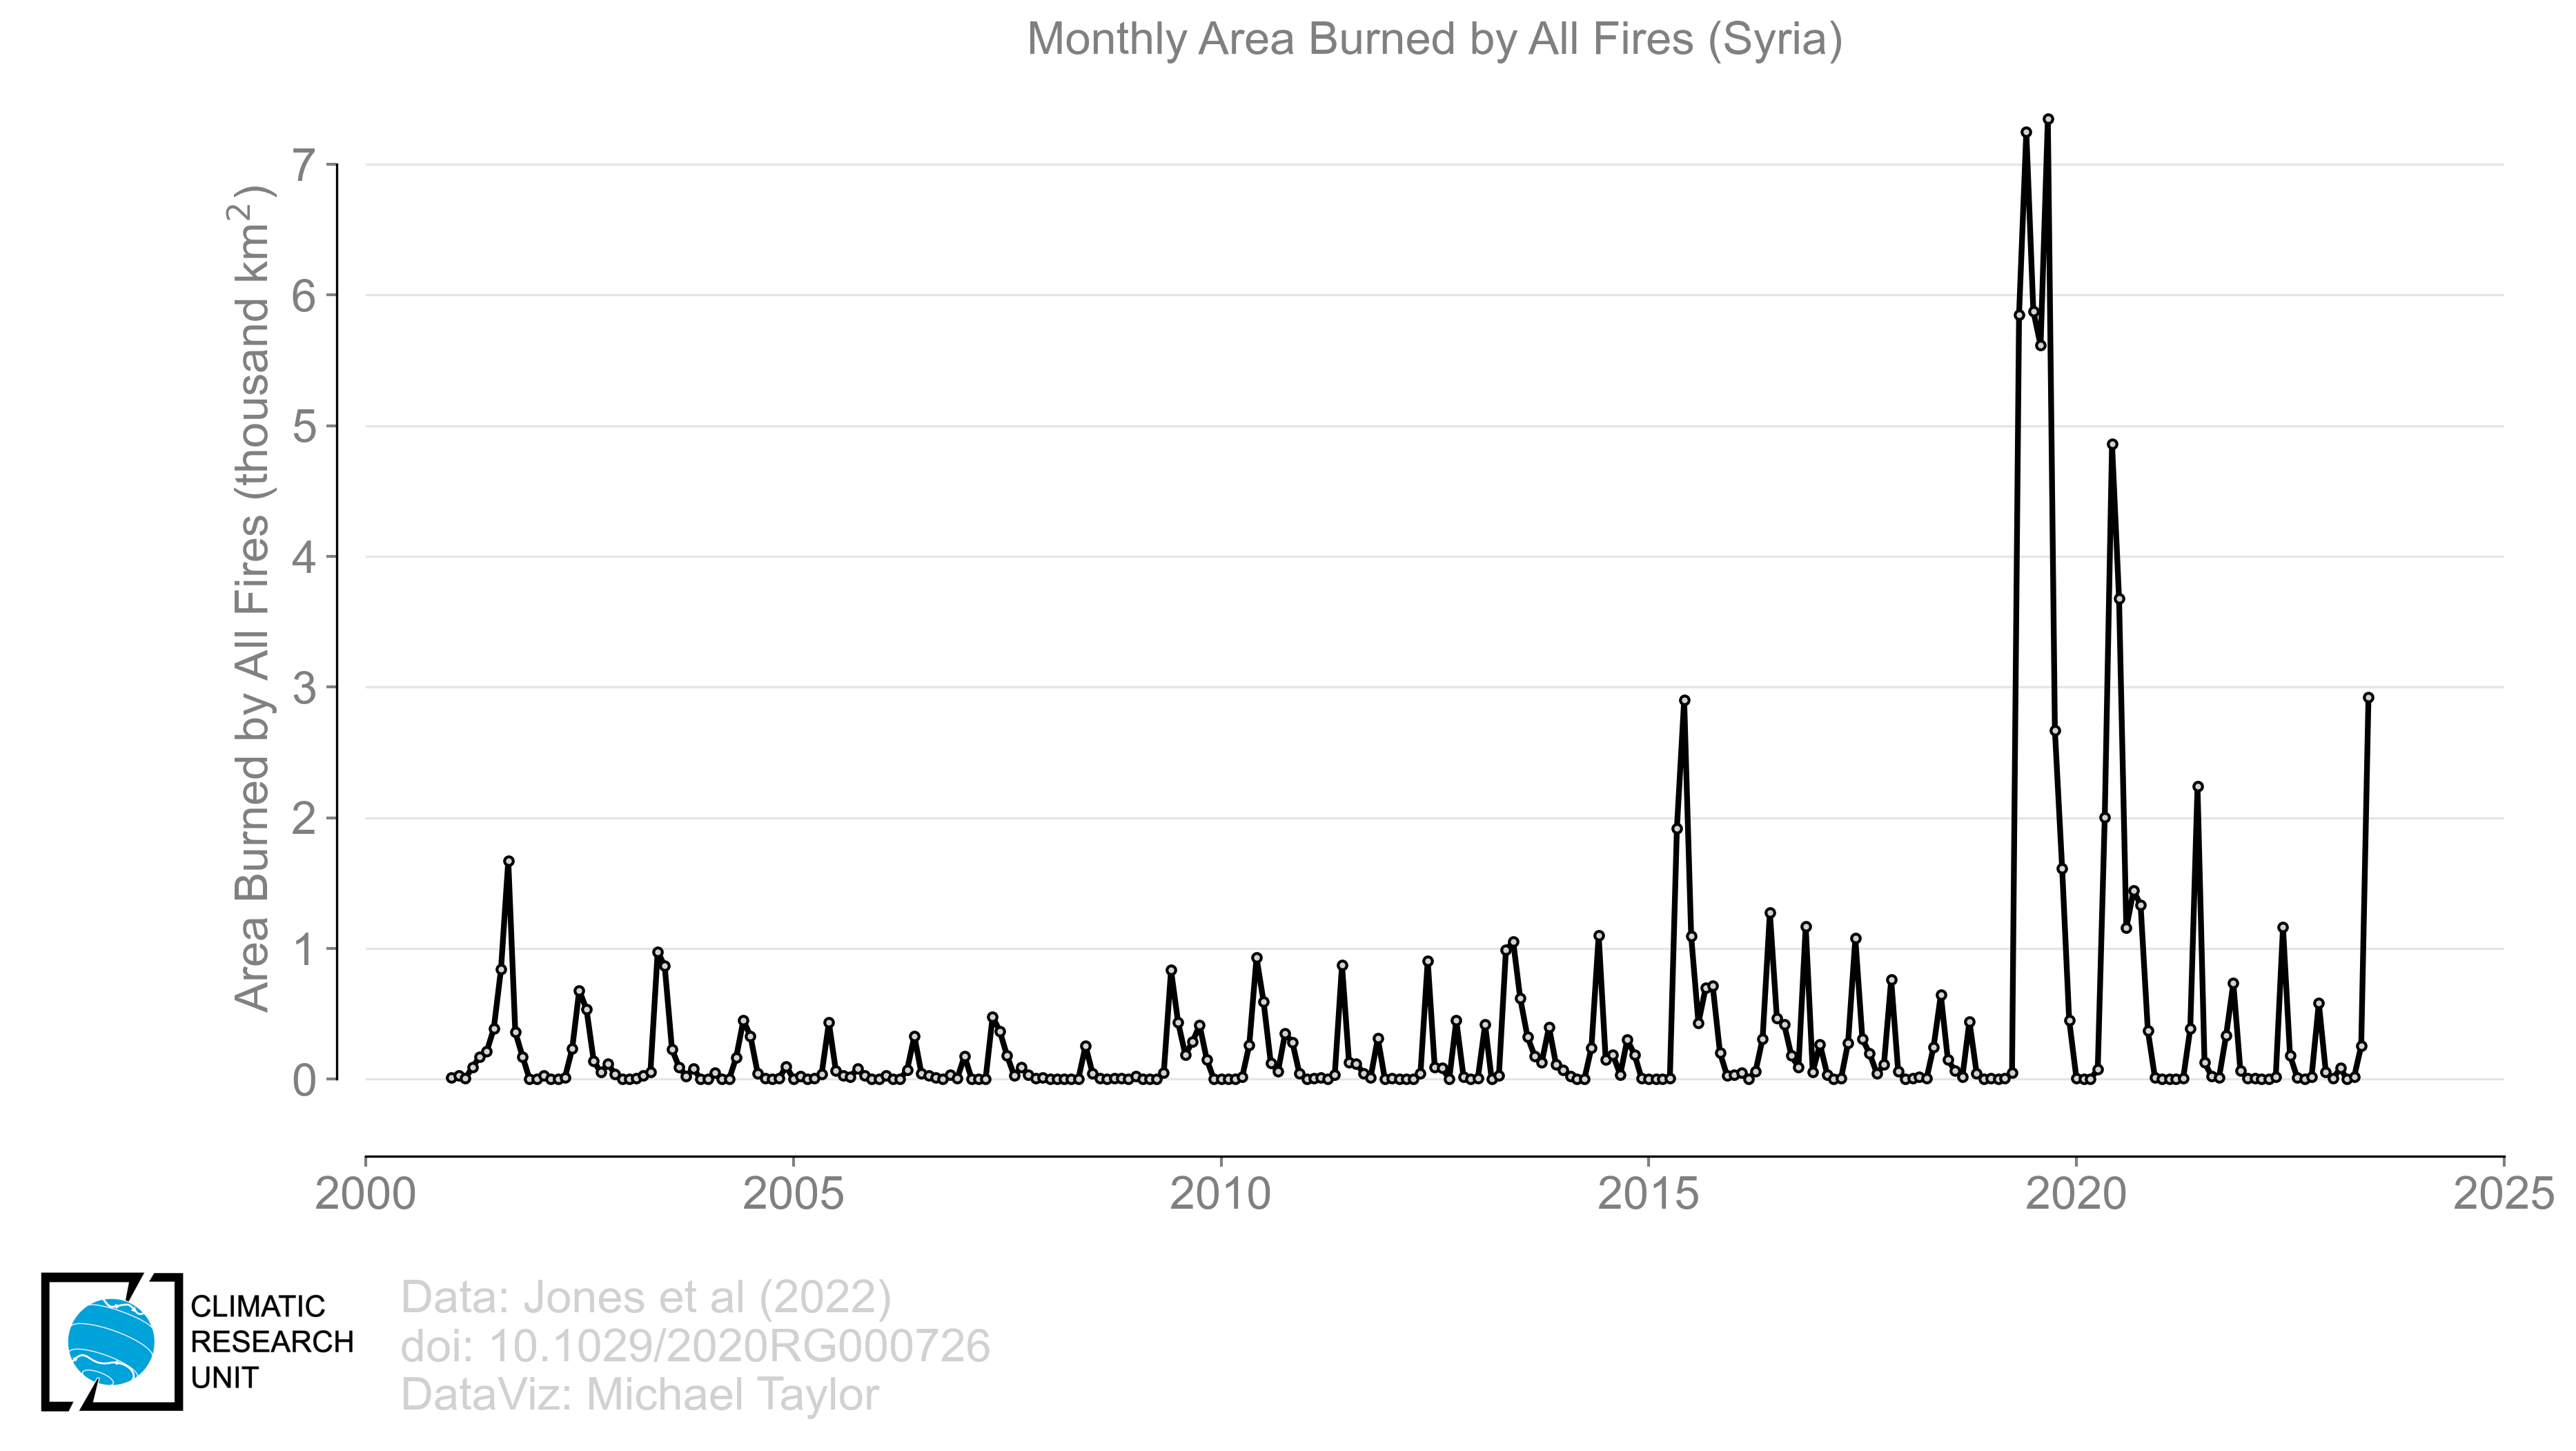 Monthly Area Burned by All Fires (Syria)
Area Burned by All Fires (thousand km²)
7
6
5
4
3
2
1
0
2000 2005 2010 2015 2020 2025
CLIMATIC
RESEARCH
UNIT
Data: Jones et al (2022)
doi: 10.1029/2020RG000726
DataViz: Michael Taylor